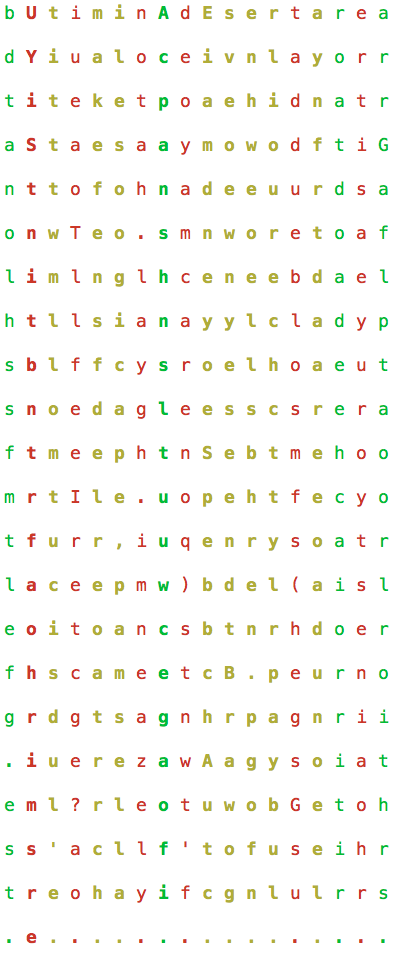 b U t i m i n A d E s e r t a r e a
d Y i u a l o c e i v n l a y o r r
t i t e k e t p o a e h i d n a t r
a S t a e s a a y m o w o d f t i G
n t t o f o h n a d e e u u r d s a
o n w T e o . s m n w o r e t o a f
l i m l n g l h c e n e e b d a e l
h t l l s i a n a y y l c l a d y p
s b l f f c y s r o e l h o a e u t
s n o e d a g l e e s s c s r e r a
f t m e e p h t n S e b t m e h o o
m r t I l e . u o p e h t f e c y o
t f u r r , i u q e n r y s o a t r
l a c e e p m w ) b d e l ( a i s l
e o i t o a n c s b t n r h d o e r
f h s c a m e e t c B . p e u r n o
g r d g t s a g n h r p a g n r i i
. i u e r e z a w A a g y s o i a t
e m l ? r l e o t u w o b G e t o h
s s ' a c l l f ' t o f u s e i h r
t r e o h a y i f c g n l u l r r s
. e . . . . . . . . . . . . . . . .